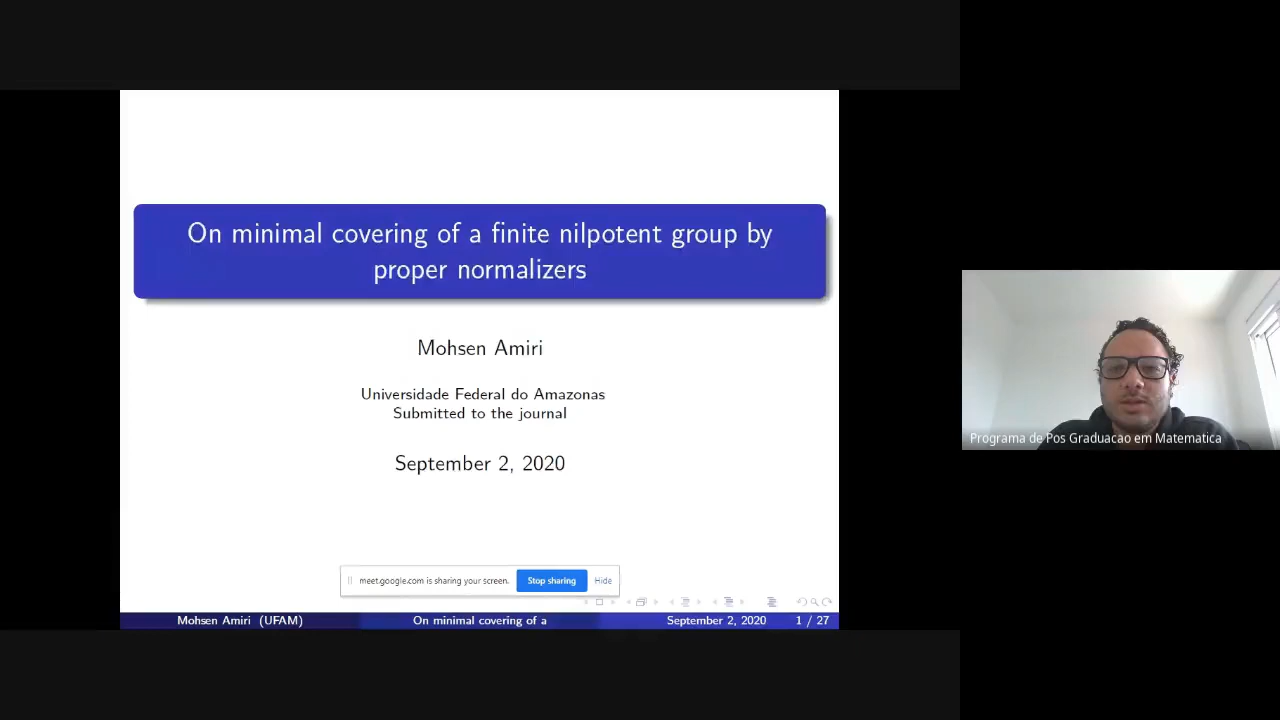 On minimal covering of a finite nilpotent group by
proper normalizers
Mohsen Amiri
Universidade Federal do Amazonas
Submitted to the journal
September 2, 2020
meet.google.com is sharing your screen.
Stop sharing
Hide
Mohsen Amiri (UFAM)
On minimal covering of a
September 2, 2020
1 / 27
Programa de Pos Graduacao em Matematica